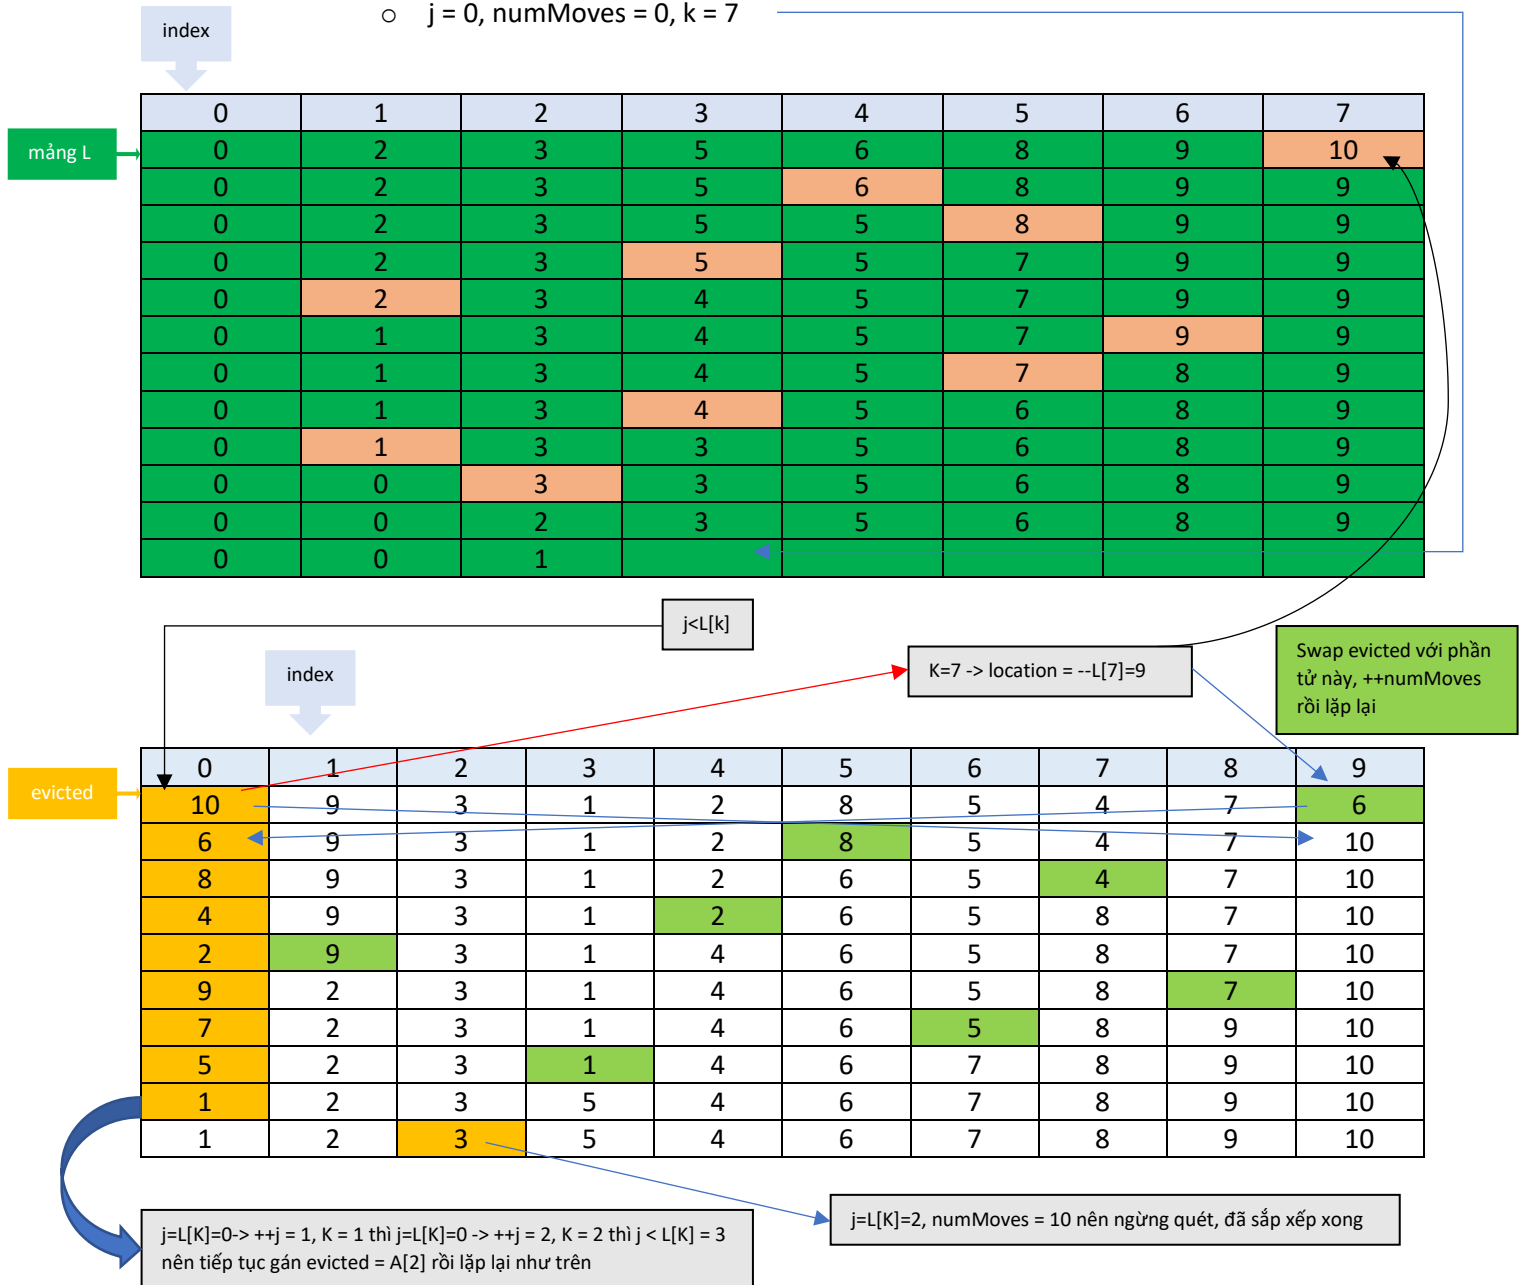 ○ j = 0, numMoves = 0, k = 7
index
0 1 2 3 4 5 6 7
mảng L
0 2 3 5 6 8 9 10
0 2 3 5 6 8 9 9
0 2 3 5 5 8 9 9
0 2 3 5 5 7 9 9
0 2 3 4 5 7 9 9
0 1 3 4 5 7 9 9
0 1 3 4 5 7 8 9
0 1 3 4 5 6 8 9
0 1 3 3 5 6 8 9
0 0 3 3 5 6 8 9
0 0 2 3 5 6 8 9
0 0 1
j<L[k]
K=7 -> location = --L[7]=9
Swap evicted với phần
tử này, ++numMoves
rồi lặp lại
index
0 1 2 3 4 5 6 7 8 9
evicted
10 9 3 1 2 8 5 4 7 6
6 9 3 1 2 8 5 4 7 10
8 9 3 1 2 6 5 4 7 10
4 9 3 1 2 6 5 8 7 10
2 9 3 1 4 6 5 8 7 10
9 2 3 1 4 6 5 8 7 10
7 2 3 1 4 6 5 8 9 10
5 2 3 1 4 6 7 8 9 10
1 2 3 5 4 6 7 8 9 10
1 2 3 5 4 6 7 8 9 10
j=L[K]=0-> ++j = 1, K = 1 thì j=L[K]=0 -> ++j = 2, K = 2 thì j < L[K] = 3
nên tiếp tục gán evicted = A[2] rồi lặp lại như trên
j=L[K]=2, numMoves = 10 nên ngừng quét, đã sắp xếp xong